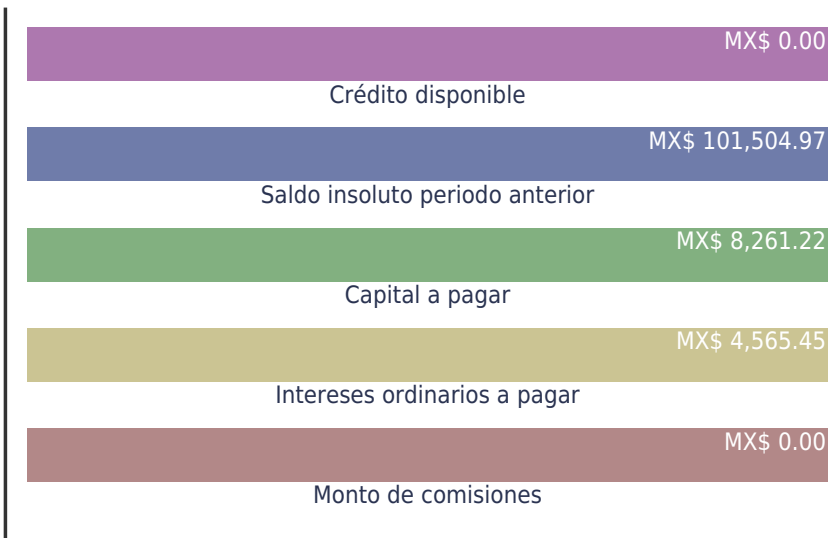 MX$ 0.00
Crédito disponible
MX$ 101,504.97
Saldo insoluto periodo anterior
MX$ 8,261.22
Capital a pagar
MX$ 4,565.45
Intereses ordinarios a pagar
MX$ 0.00
Monto de comisiones